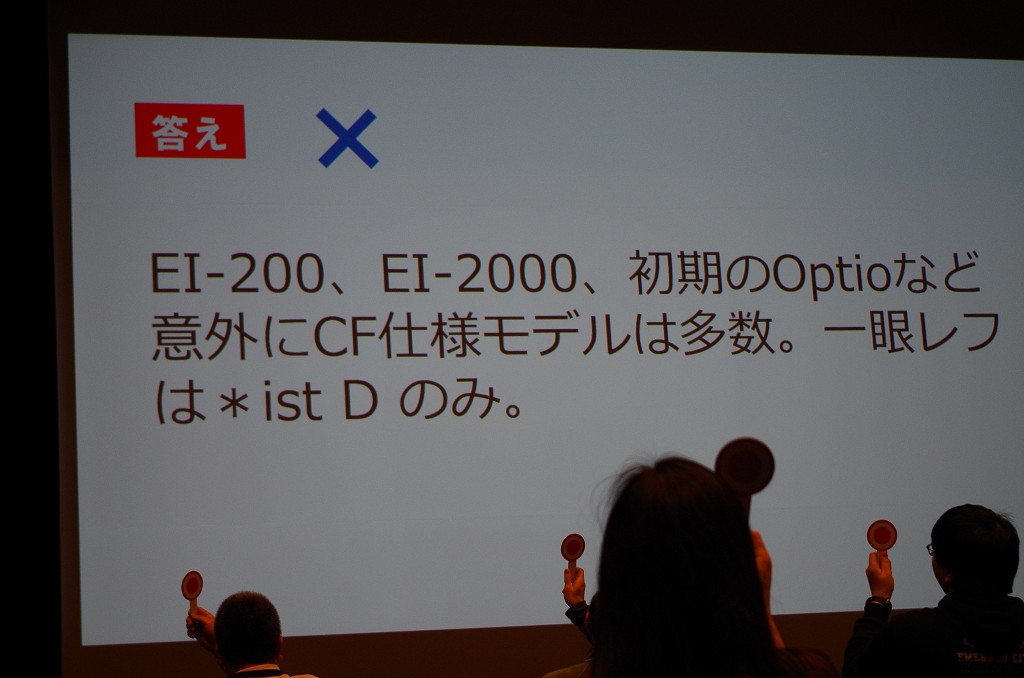 答え ×
EI-200、EI-2000、初期のOptioなど
意外にCF仕様モデルは多数。一眼レフ
は＊ist D のみ。